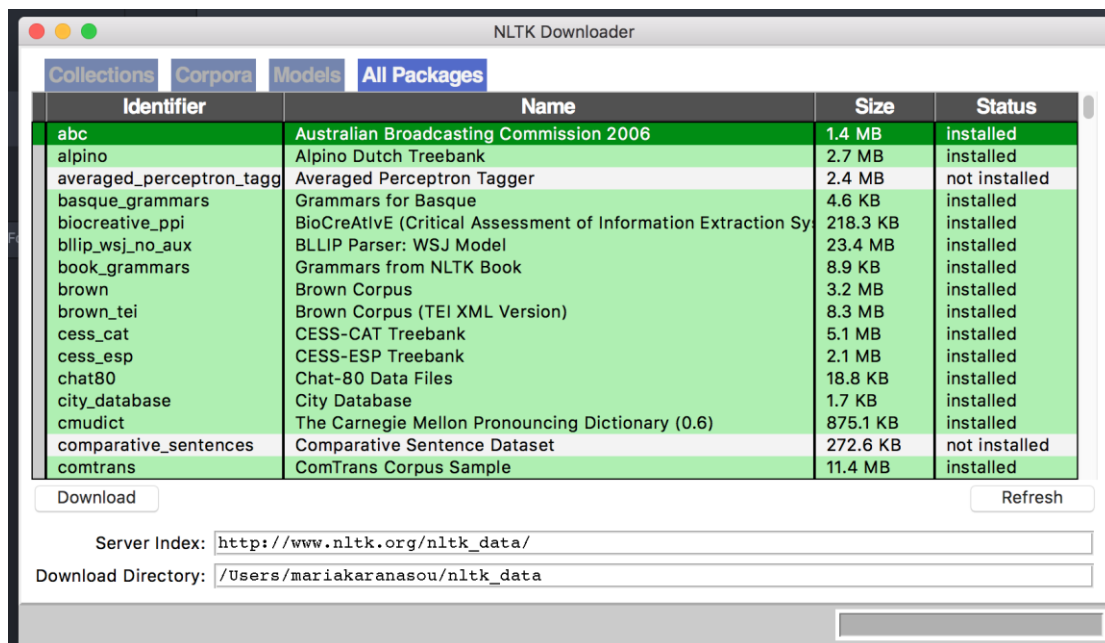 NLTK Downloader
Collections Corpora Models All Packages
Identifier Name Size Status
abc Australian Broadcasting Commission 2006 1.4 MB installed
alpino Alpino Dutch Treebank 2.7 MB installed
averaged_perceptron_tagg Averaged Perceptron Tagger 2.4 MB not installed
basque_grammars Grammars for Basque 4.6 KB installed
biocreative_ppi BioCreAtIvE (Critical Assessment of Information Extraction Sy 218.3 KB installed
bllip_wsj_no_aux BLLIP Parser: WSJ Model 23.4 MB installed
book_grammars Grammars from NLTK Book 8.9 KB installed
brown Brown Corpus 3.2 MB installed
brown_tei Brown Corpus (TEI XML Version) 8.3 MB installed
cess_cat CESS-CAT Treebank 5.1 MB installed
cess_esp CESS-ESP Treebank 2.1 MB installed
chat80 Chat-80 Data Files 18.8 KB installed
city_database City Database 1.7 KB installed
cmudict The Carnegie Mellon Pronouncing Dictionary (0.6) 875.1 KB installed
comparative_sentences Comparative Sentence Dataset 272.6 KB not installed
comtrans ComTrans Corpus Sample 11.4 MB installed
Download Refresh
Server Index: http://www.nltk.org/nltk_data/
Download Directory: /Users/mariakaranasou/nltk_data